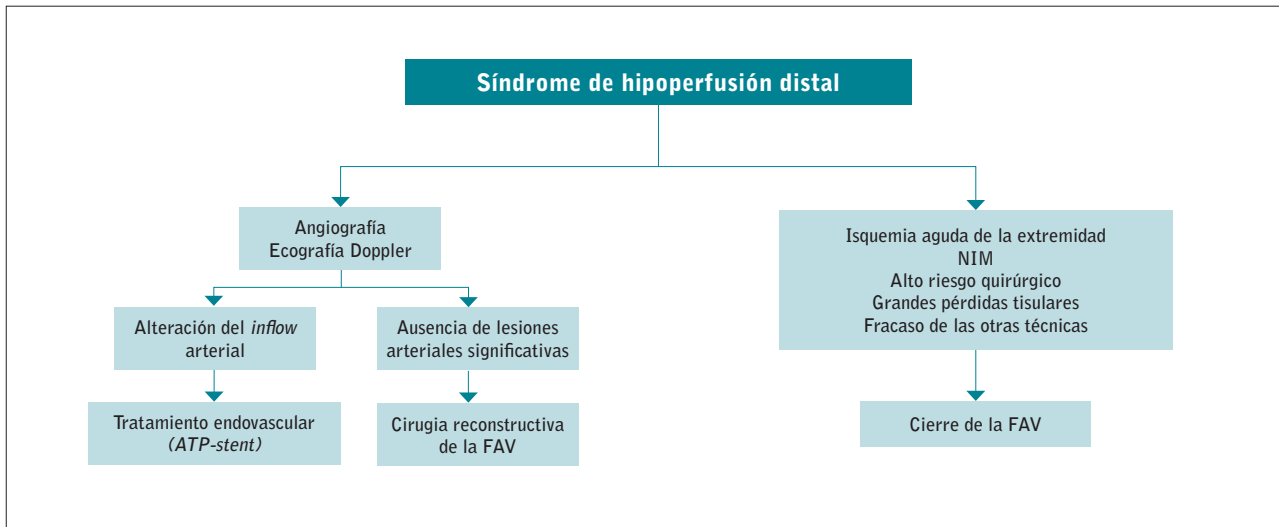 Síndrome de hipoperfusión distal
Angiografía
Ecografía Doppler
Alteración del inflow
arterial
Ausencia de lesiones
arteriales significativas
Tratamiento endovascular
(ATP-stent)
Cirugia reconstructiva
de la FAV
Isquemia aguda de la extremidad
NIM
Alto riesgo quirúrgico
Grandes pérdidas tisulares
Fracaso de las otras técnicas
Cierre de la FAV